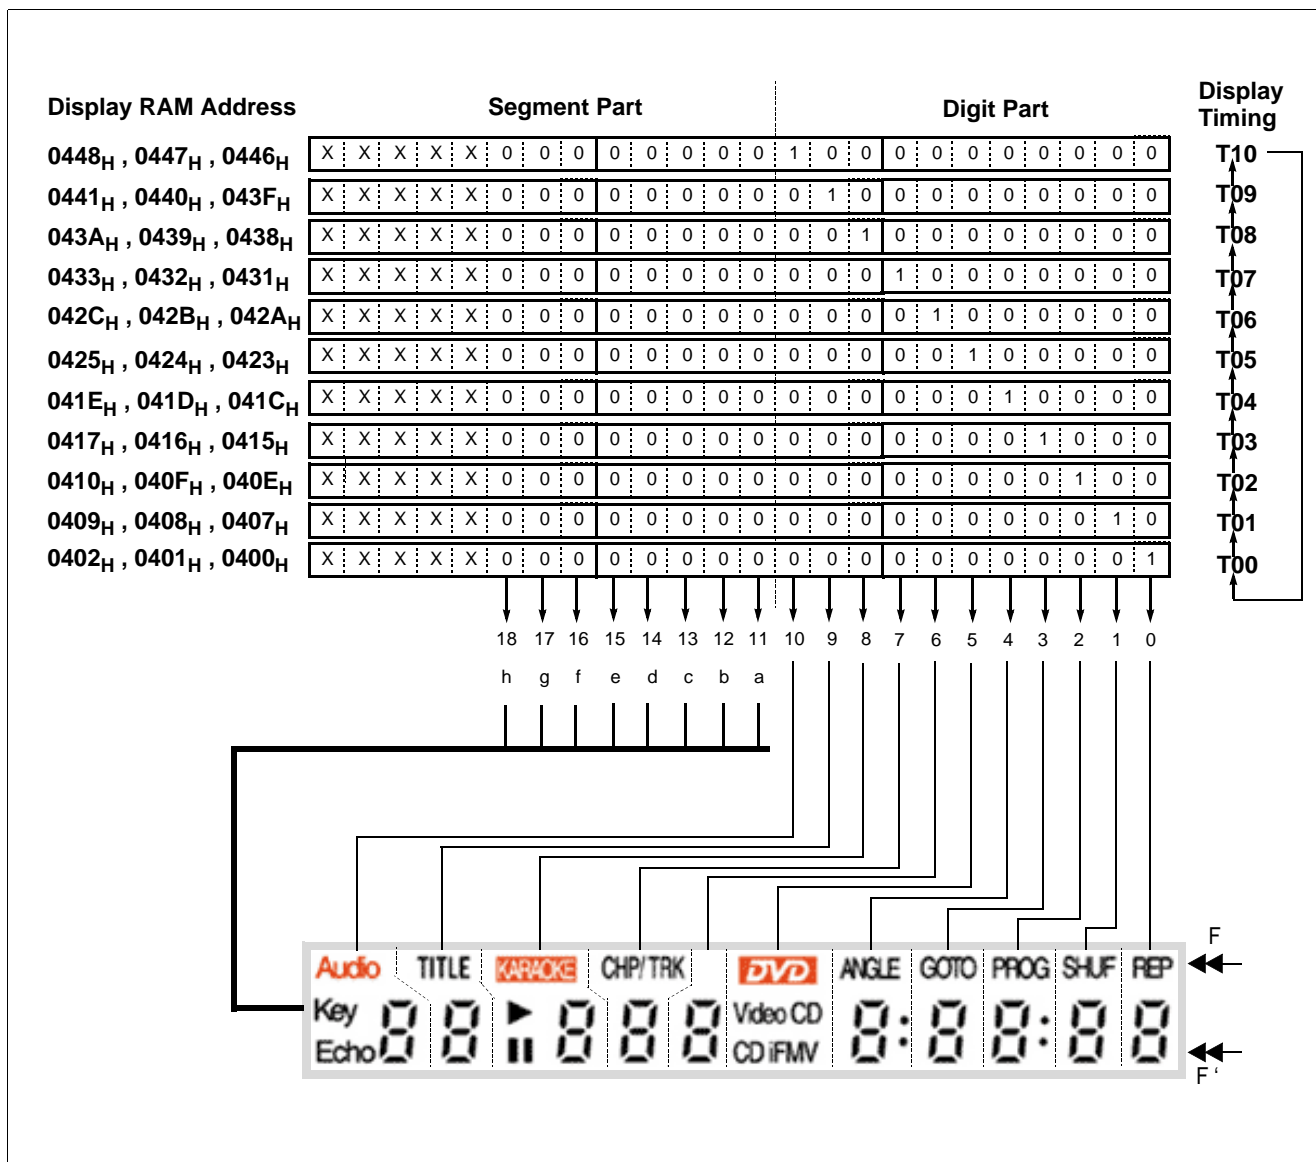 Display RAM Address Segment Part Digit Part Display Timing
0448H , 0447H , 0446H X X X X X 0 0 0 0 0 0 0 0 1 0 0 0 0 0 0 0 0 0 0 T10
0441H , 0440H , 043FH X X X X X 0 0 0 0 0 0 0 0 0 1 0 0 0 0 0 0 0 0 0 T09
043AH , 0439H , 0438H X X X X X 0 0 0 0 0 0 0 0 0 0 1 0 0 0 0 0 0 0 0 T08
0433H , 0432H , 0431H X X X X X 0 0 0 0 0 0 0 0 0 0 0 1 0 0 0 0 0 0 0 T07
042CH , 042BH , 042AH X X X X X 0 0 0 0 0 0 0 0 0 0 0 0 1 0 0 0 0 0 0 T06
0425H , 0424H , 0423H X X X X X 0 0 0 0 0 0 0 0 0 0 0 0 0 1 0 0 0 0 0 T05
041EH , 041DH , 041CH X X X X X 0 0 0 0 0 0 0 0 0 0 0 0 0 0 1 0 0 0 0 T04
0417H , 0416H , 0415H X X X X X 0 0 0 0 0 0 0 0 0 0 0 0 0 0 0 1 0 0 0 T03
0410H , 040FH , 040EH X X X X X 0 0 0 0 0 0 0 0 0 0 0 0 0 0 0 0 1 0 0 T02
0409H , 0408H , 0407H X X X X X 0 0 0 0 0 0 0 0 0 0 0 0 0 0 0 0 0 1 0 T01
0402H , 0401H , 0400H X X X X X 0 0 0 0 0 0 0 0 0 0 0 0 0 0 0 0 0 0 1 T00
18 17 16 15 14 13 12 11 10 9 8 7 6 5 4 3 2 1 0
h g f e d c b a
F
Audio TITLE KARAOKE CHP/TRK DVD ANGLE GOTO PROG SHUF REP
Key 8 8 8 8 8 Video CD 8:8 8:8 8
Echo CD iFMV
F '